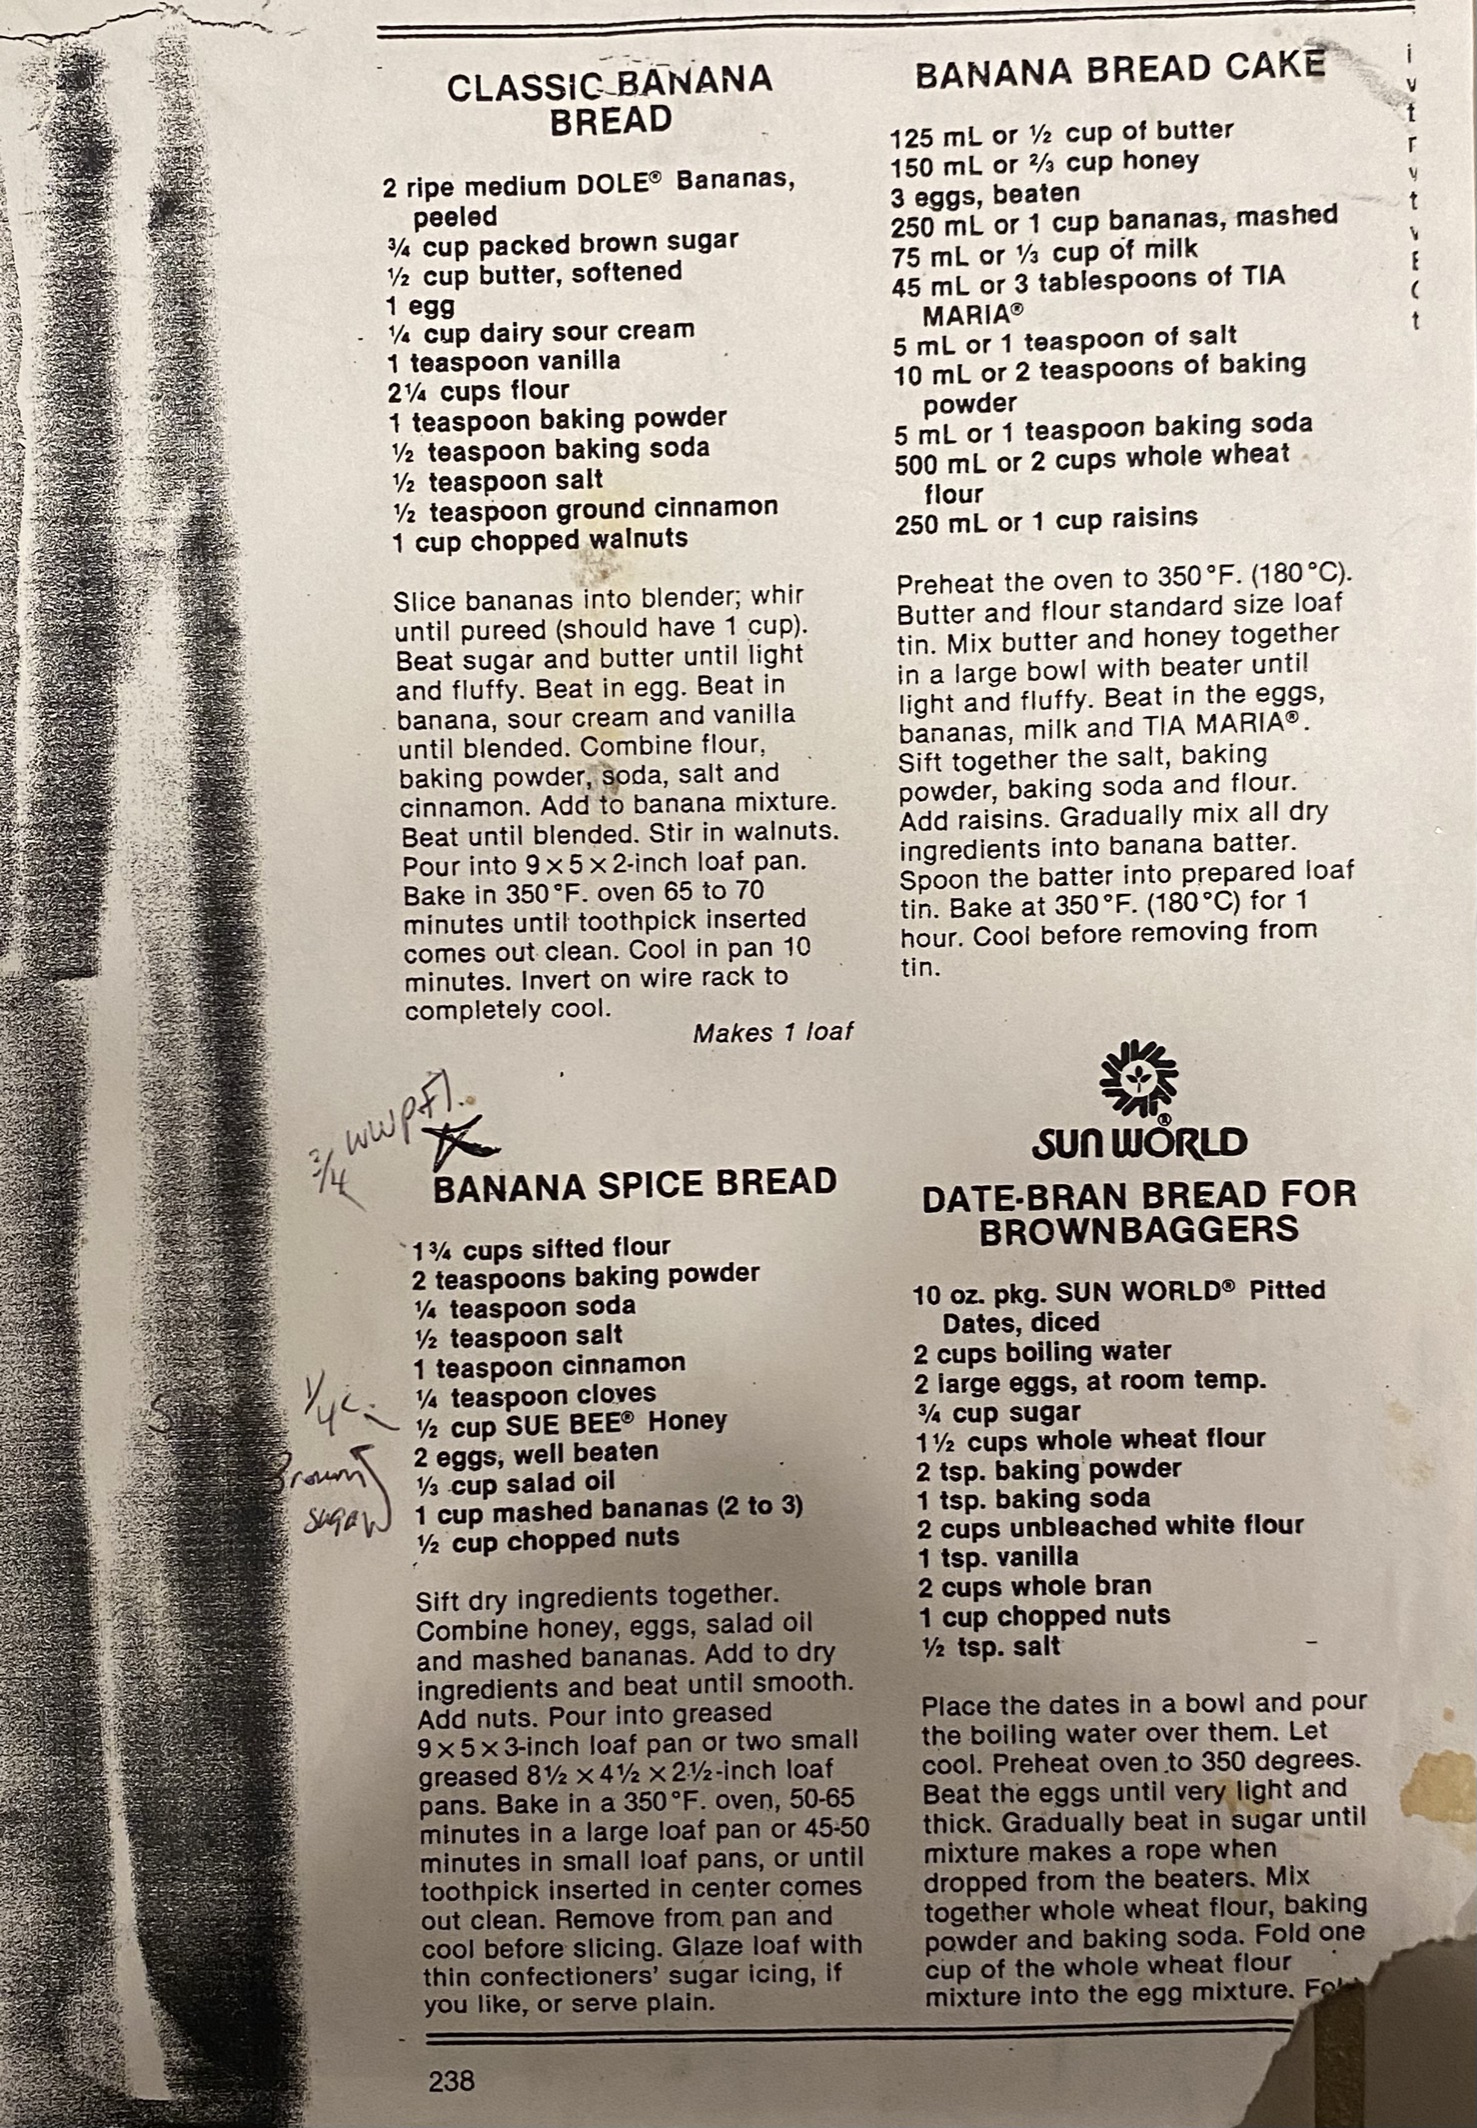 CLASSIC BANANA
BREAD
2 ripe medium DOLE® Bananas,
peeled
¾ cup packed brown sugar
½ cup butter, softened
1 egg
¼ cup dairy sour cream
1 teaspoon vanilla
2¼ cups flour
1 teaspoon baking powder
½ teaspoon baking soda
½ teaspoon salt
½ teaspoon ground cinnamon
1 cup chopped walnuts
Slice bananas into blender; whir
until pureed (should have 1 cup).
Beat sugar and butter until light
and fluffy. Beat in egg. Beat in
banana, sour cream and vanilla
until blended. Combine flour,
baking powder, soda, salt and
cinnamon. Add to banana mixture.
Beat until blended. Stir in walnuts.
Pour into 9 x 5 x 2-inch loaf pan.
Bake in 350°F. oven 65 to 70
minutes until toothpick inserted
comes out clean. Cool in pan 10
minutes. Invert on wire rack to
completely cool.
Makes 1 loaf
¾ WWPFl.
BANANA SPICE BREAD
1¾ cups sifted flour
2 teaspoons baking powder
¼ teaspoon soda
½ teaspoon salt
1 teaspoon cinnamon
¼ teaspoon cloves
¼ c.
½ cup SUE BEE® Honey
2 eggs, well beaten
Brown
⅓ cup salad oil
sugar
1 cup mashed bananas (2 to 3)
½ cup chopped nuts
Sift dry ingredients together.
Combine honey, eggs, salad oil
and mashed bananas. Add to dry
ingredients and beat until smooth.
Add nuts. Pour into greased
9 x 5 x 3-inch loaf pan or two small
greased 8½ x 4½ x 2½-inch loaf
pans. Bake in a 350°F. oven, 50-65
minutes in a large loaf pan or 45-50
minutes in small loaf pans, or until
toothpick inserted in center comes
out clean. Remove from pan and
cool before slicing. Glaze loaf with
thin confectioners' sugar icing, if
you like, or serve plain.
238
BANANA BREAD CAKE
125 mL or ½ cup of butter
150 mL or ⅔ cup honey
3 eggs, beaten
250 mL or 1 cup bananas, mashed
75 mL or ⅓ cup of milk
45 mL or 3 tablespoons of TIA
MARIA®
5 mL or 1 teaspoon of salt
10 mL or 2 teaspoons of baking
powder
5 mL or 1 teaspoon baking soda
500 mL or 2 cups whole wheat
flour
250 mL or 1 cup raisins
Preheat the oven to 350°F. (180°C).
Butter and flour standard size loaf
tin. Mix butter and honey together
in a large bowl with beater until
light and fluffy. Beat in the eggs,
bananas, milk and TIA MARIA®.
Sift together the salt, baking
powder, baking soda and flour.
Add raisins. Gradually mix all dry
ingredients into banana batter.
Spoon the batter into prepared loaf
tin. Bake at 350°F. (180°C) for 1
hour. Cool before removing from
tin.
SUN WORLD®
DATE-BRAN BREAD FOR
BROWNBAGGERS
10 oz. pkg. SUN WORLD® Pitted
Dates, diced
2 cups boiling water
2 large eggs, at room temp.
¾ cup sugar
1½ cups whole wheat flour
2 tsp. baking powder
1 tsp. baking soda
2 cups unbleached white flour
1 tsp. vanilla
2 cups whole bran
1 cup chopped nuts
½ tsp. salt
Place the dates in a bowl and pour
the boiling water over them. Let
cool. Preheat oven to 350 degrees.
Beat the eggs until very light and
thick. Gradually beat in sugar until
mixture makes a rope when
dropped from the beaters. Mix
together whole wheat flour, baking
powder and baking soda. Fold one
cup of the whole wheat flour
mixture into the egg mixture.